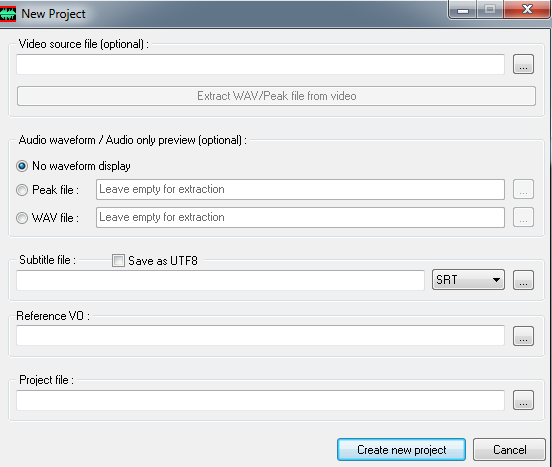 New Project
Video source file (optional) :
...
Extract WAV/Peak file from video
Audio waveform / Audio only preview (optional) :
No waveform display
Peak file : Leave empty for extraction ...
WAV file : Leave empty for extraction ...
Subtitle file : Save as UTF8
SRT ...
Reference VO :
...
Project file :
...
Create new project Cancel